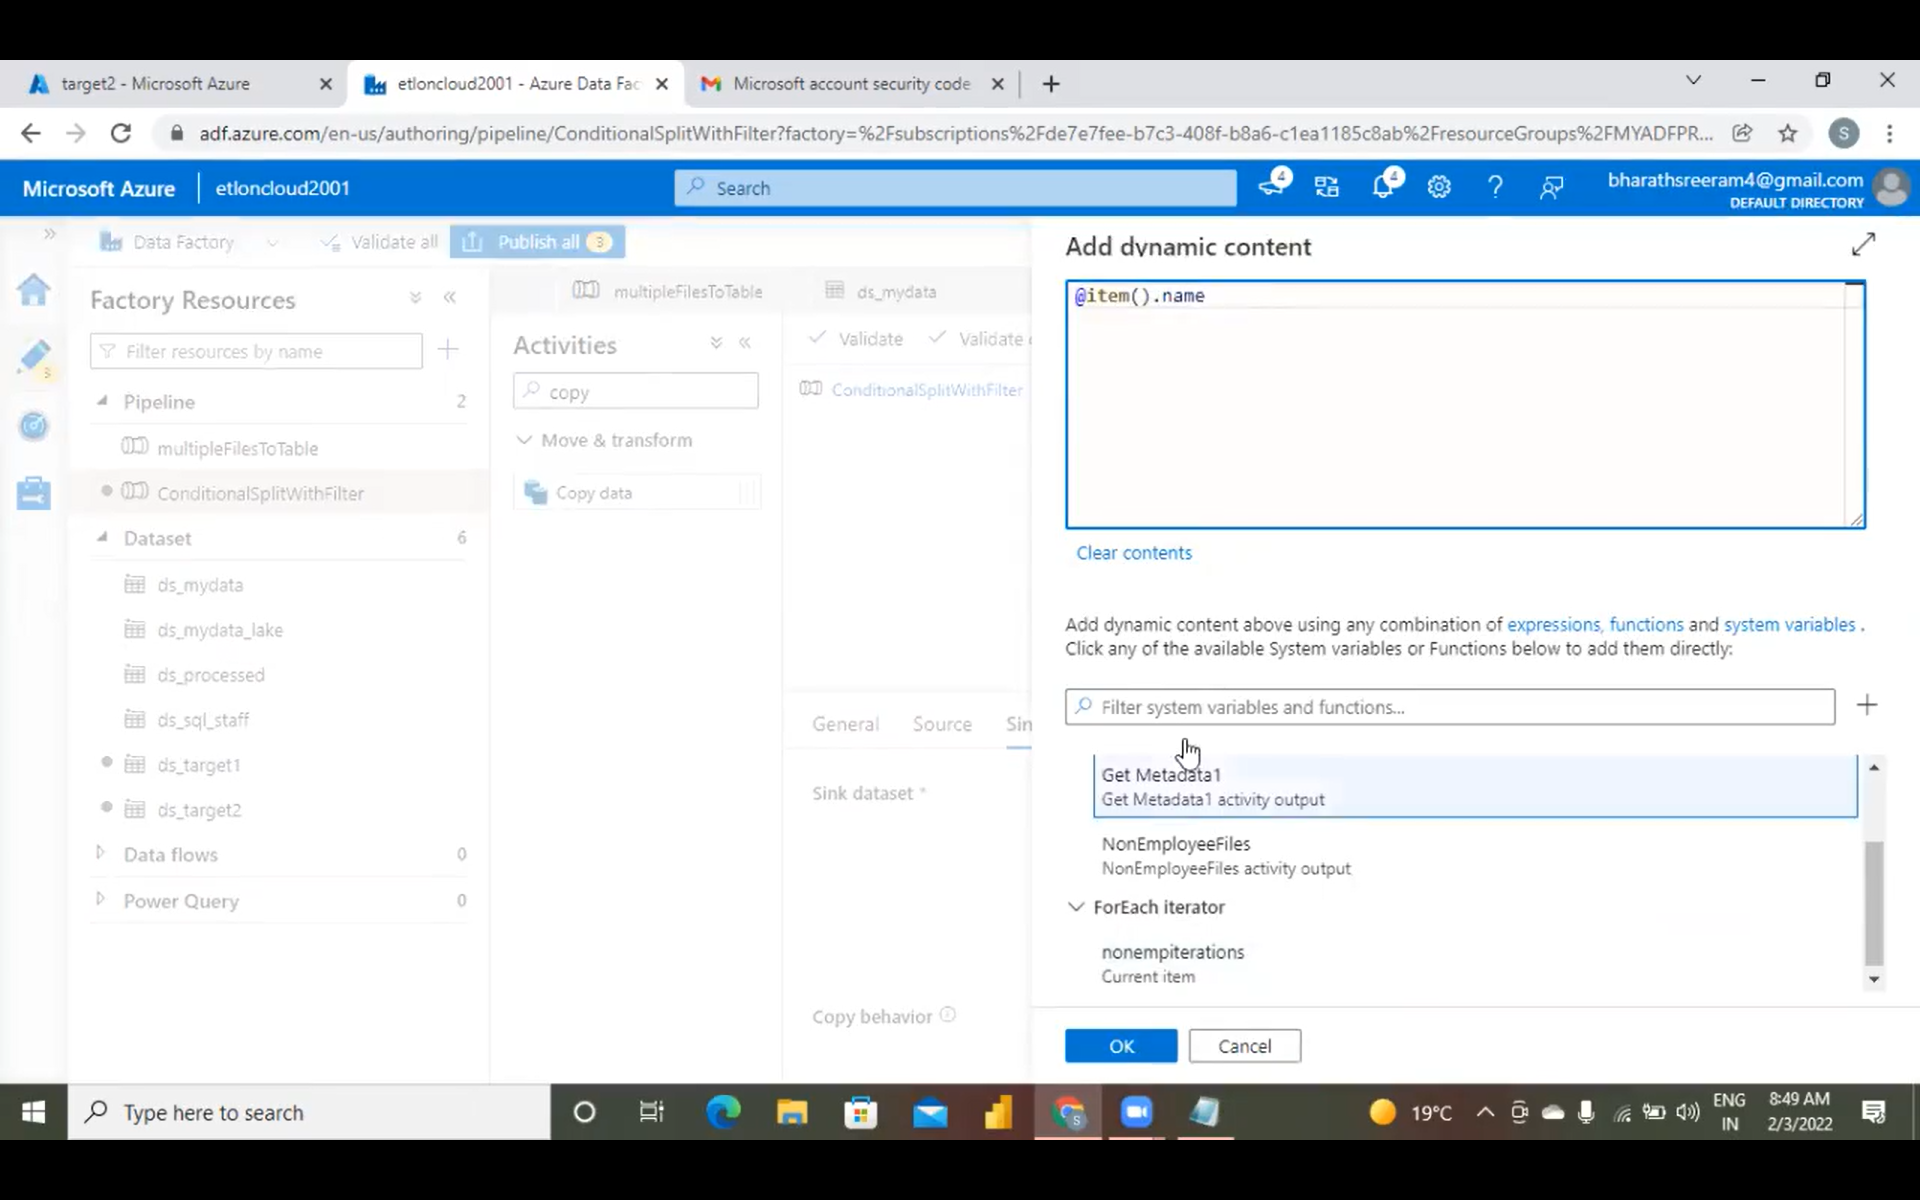 target2 - Microsoft Azure
etloncloud2001 - Azure Data Fac
Microsoft account security code
adf.azure.com/en-us/authoring/pipeline/ConditionalSplitWithFilter?factory=%2Fsubscriptions%2Fde7e7fee-b7c3-408f-b8a6-c1ea1185c8ab%2FresourceGroups%2FMYADFPR...
S
Microsoft Azure
etloncloud2001
Search
4
4
bharathsreeram4@gmail.com
DEFAULT DIRECTORY
Data Factory
Validate all
Publish all 3
Factory Resources
Filter resources by name
3
Pipeline 2
multipleFilesToTable
ConditionalSplitWithFilter
Dataset 6
ds_mydata
ds_mydata_lake
ds_processed
ds_sql_staff
ds_target1
ds_target2
Data flows 0
Power Query 0
multipleFilesToTable
ds_mydata
Activities
copy
Move & transform
Copy data
Validate
Validate
ConditionalSplitWithFilter
General
Source
Sin
Sink dataset *
Copy behavior
Add dynamic content
@item().name
Clear contents
Add dynamic content above using any combination of expressions, functions and system variables .
Click any of the available System variables or Functions below to add them directly:
Filter system variables and functions...
Get Metadata1
Get Metadata1 activity output
NonEmployeeFiles
NonEmployeeFiles activity output
ForEach iterator
nonempiterations
Current item
OK
Cancel
Type here to search
19°C
ENG
IN
8:49 AM
2/3/2022